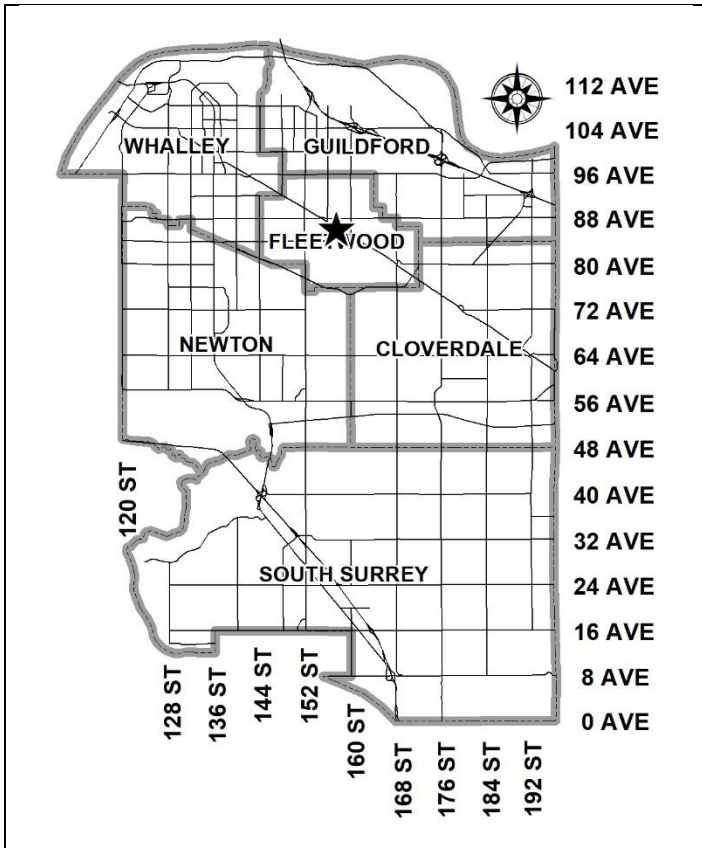 112 AVE
104 AVE
WHALLEY GUILDFORD
96 AVE
88 AVE
FLEETWOOD
80 AVE
72 AVE
NEWTON CLOVERDALE
64 AVE
56 AVE
48 AVE
120 ST
40 AVE
32 AVE
SOUTH SURREY
24 AVE
16 AVE
8 AVE
0 AVE
128 ST
136 ST
144 ST
152 ST
160 ST
168 ST
176 ST
184 ST
192 ST